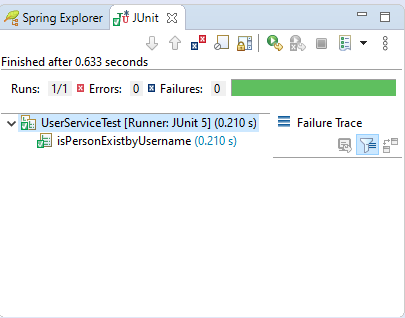 Spring Explorer JUnit
Finished after 0.633 seconds
Runs: 1/1 Errors: 0 Failures: 0
UserServiceTest [Runner: JUnit 5] (0.210 s)
isPersonExistbyUsername (0.210 s)
Failure Trace